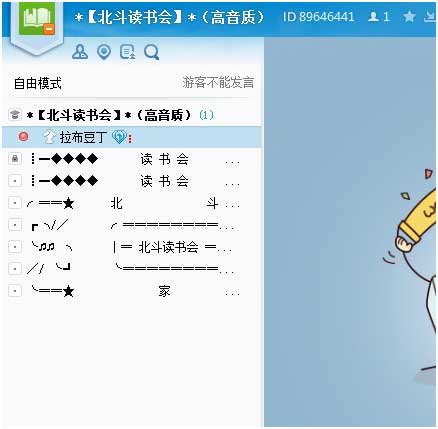 *【北斗读书会】*（高音质） ID 89646441 1
自由模式 游客不能发言
*【北斗读书会】*（高音质） (1)
拉布豆丁
┋━◆◆◆◆ 读 书 会 ...
┋━◆◆◆◆ 读 书 会 ...
╭ ══★ 北 斗 ...
┏ ╲/╱ ╭ ═════════...
╰♫♫ ╮ ┃═ 北斗读书会 ═...
╱/ ╰┛ ╰═════════...
╰══★ 家 ...